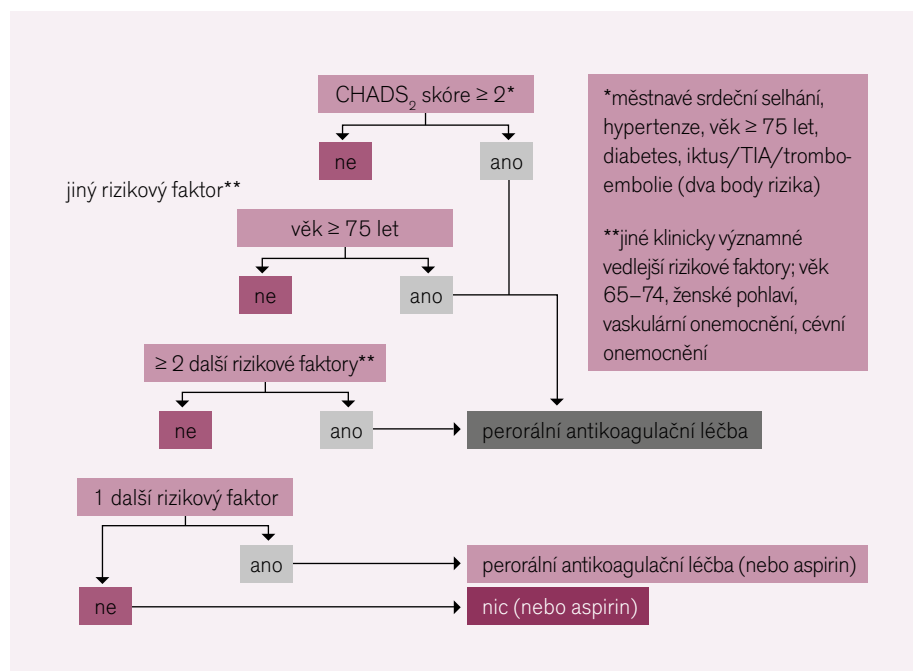 CHADS₂ skóre ≥ 2*
ne
ano
jiný rizikový faktor**
věk ≥ 75 let
ne
ano
≥ 2 další rizikové faktory**
ne
ano
perorální antikoagulační léčba
1 další rizikový faktor
ano
perorální antikoagulační léčba (nebo aspirin)
ne
nic (nebo aspirin)
*městnavé srdeční selhání,
hypertenze, věk ≥ 75 let,
diabetes, iktus/TIA/trombo-
embolie (dva body rizika)
**jiné klinicky významné
vedlejší rizikové faktory; věk
65–74, ženské pohlaví,
vaskulární onemocnění, cévní
onemocnění